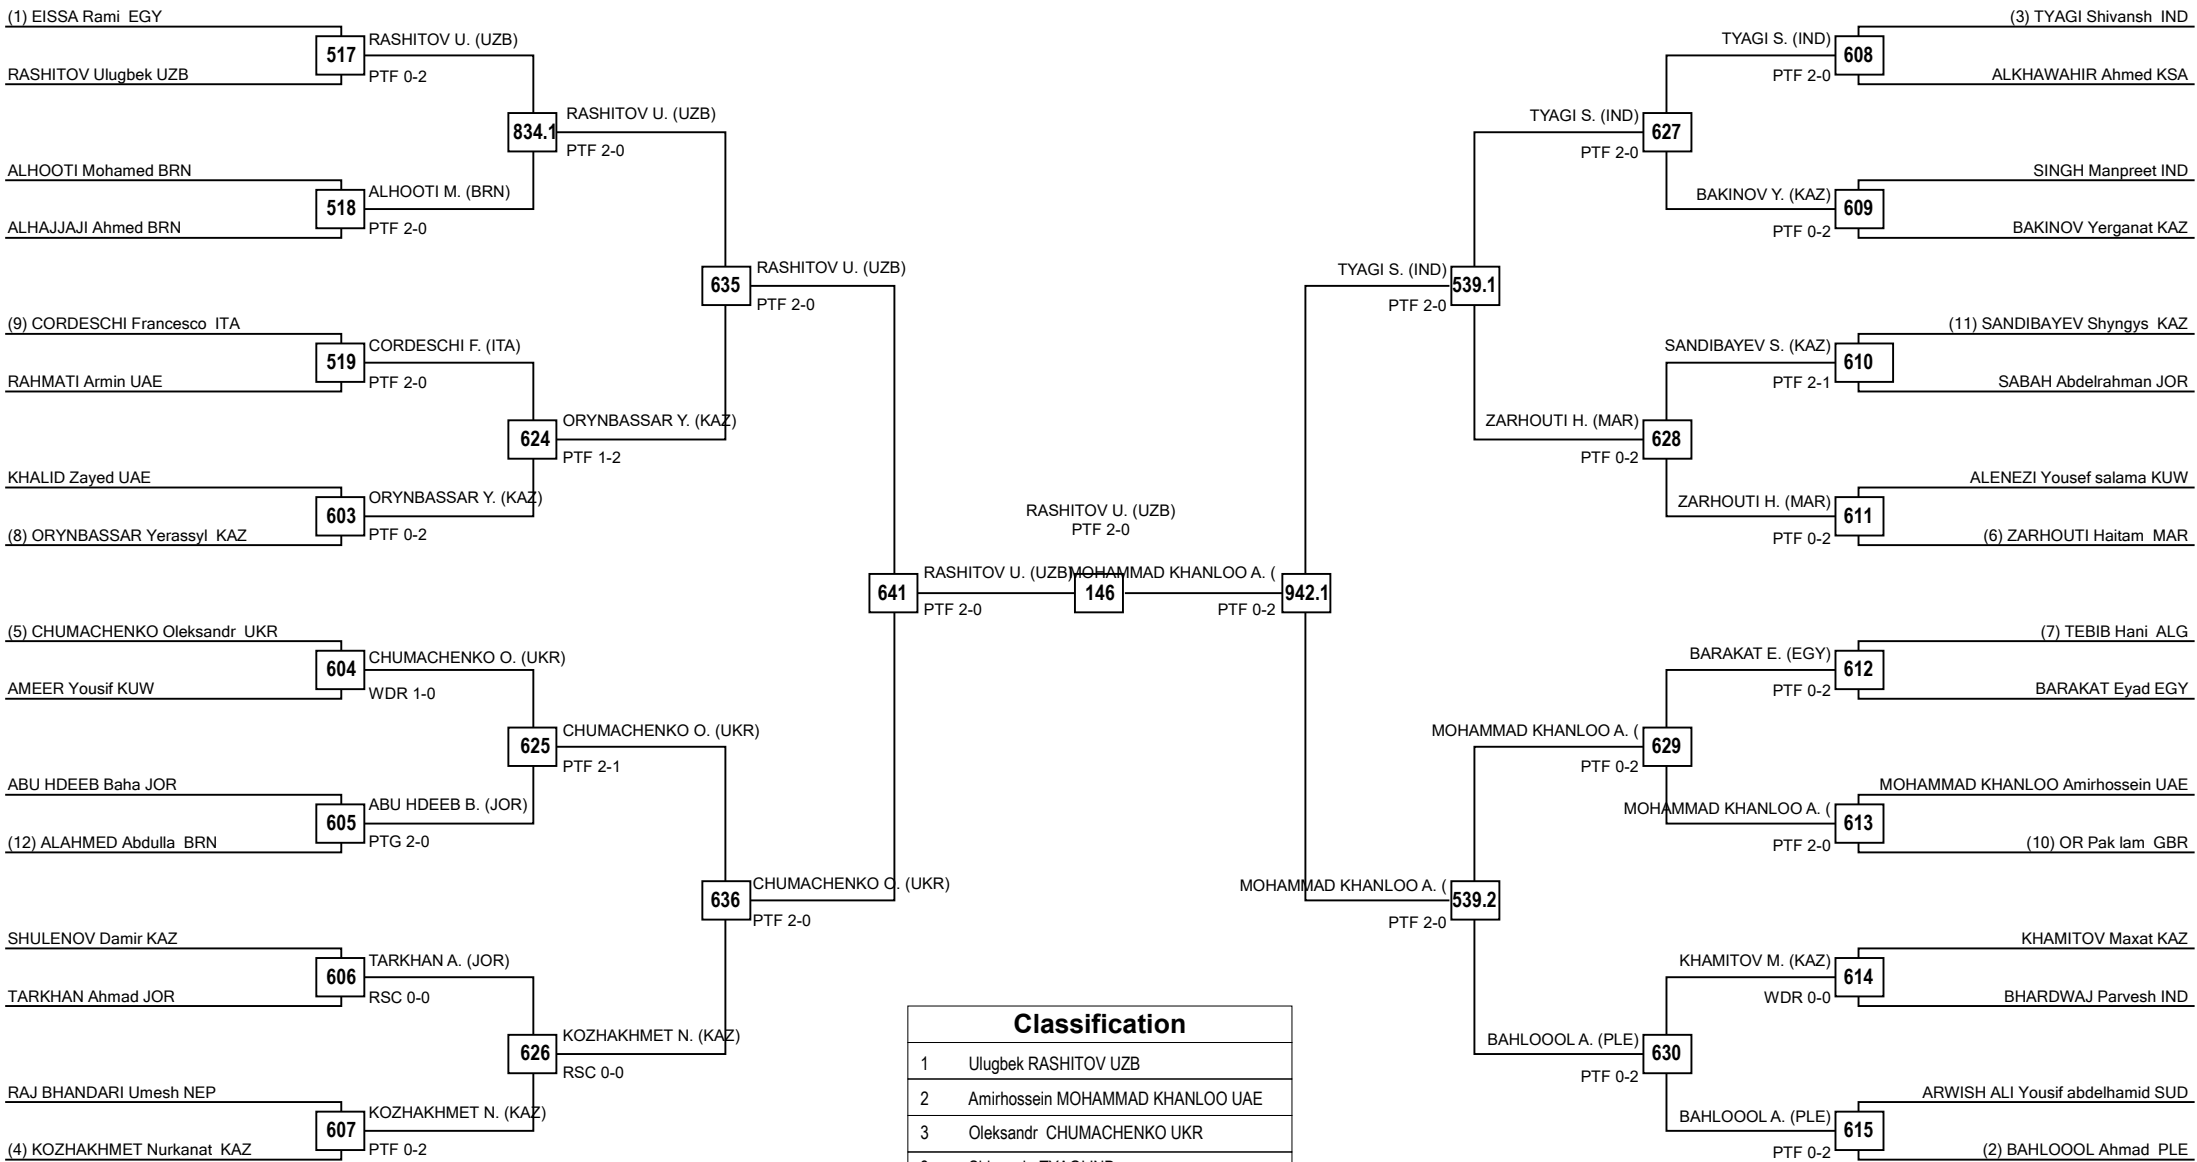 (1) EISSA Rami  EGY
517
RASHITOV U. (UZB)
RASHITOV Ulugbek UZB
PTF 0-2
834.1
RASHITOV U. (UZB)
PTF 2-0
ALHOOTI Mohamed BRN
518
ALHOOTI M. (BRN)
ALHAJJAJI Ahmed BRN
PTF 2-0
635
RASHITOV U. (UZB)
PTF 2-0
(9) CORDESCHI Francesco  ITA
519
CORDESCHI F. (ITA)
RAHMATI Armin UAE
PTF 2-0
624
ORYNBASSAR Y. (KAZ)
PTF 1-2
KHALID Zayed UAE
603
ORYNBASSAR Y. (KAZ)
(8) ORYNBASSAR Yerassyl  KAZ
PTF 0-2
641
RASHITOV U. (UZB)
PTF 2-0
(5) CHUMACHENKO Oleksandr  UKR
604
CHUMACHENKO O. (UKR)
AMEER Yousif KUW
WDR 1-0
625
CHUMACHENKO O. (UKR)
PTF 2-1
ABU HDEEB Baha JOR
605
ABU HDEEB B. (JOR)
(12) ALAHMED Abdulla  BRN
PTG 2-0
636
CHUMACHENKO O. (UKR)
PTF 2-0
SHULENOV Damir KAZ
606
TARKHAN A. (JOR)
TARKHAN Ahmad JOR
RSC 0-0
626
KOZHAKHMET N. (KAZ)
RSC 0-0
RAJ BHANDARI Umesh NEP
607
KOZHAKHMET N. (KAZ)
(4) KOZHAKHMET Nurkanat  KAZ
PTF 0-2
RASHITOV U. (UZB)
PTF 2-0
146
MOHAMMAD KHANLOO A. (
PTF 0-2
942.1
(3) TYAGI Shivansh  IND
TYAGI S. (IND)
608
PTF 2-0
ALKHAWAHIR Ahmed KSA
TYAGI S. (IND)
627
PTF 2-0
SINGH Manpreet IND
BAKINOV Y. (KAZ)
609
PTF 0-2
BAKINOV Yerganat KAZ
TYAGI S. (IND)
539.1
PTF 2-0
(11) SANDIBAYEV Shyngys  KAZ
SANDIBAYEV S. (KAZ)
610
PTF 2-1
SABAH Abdelrahman JOR
ZARHOUTI H. (MAR)
628
PTF 0-2
ALENEZI Yousef salama KUW
ZARHOUTI H. (MAR)
611
PTF 0-2
(6) ZARHOUTI Haitam  MAR
(7) TEBIB Hani  ALG
BARAKAT E. (EGY)
612
PTF 0-2
BARAKAT Eyad EGY
MOHAMMAD KHANLOO A. (
629
PTF 0-2
MOHAMMAD KHANLOO Amirhossein UAE
MOHAMMAD KHANLOO A. (
613
PTF 2-0
(10) OR Pak lam  GBR
MOHAMMAD KHANLOO A. (
539.2
PTF 2-0
KHAMITOV Maxat KAZ
KHAMITOV M. (KAZ)
614
WDR 0-0
BHARDWAJ Parvesh IND
BAHLOOOL A. (PLE)
630
PTF 0-2
ARWISH ALI Yousif abdelhamid SUD
BAHLOOOL A. (PLE)
615
PTF 0-2
(2) BAHLOOOL Ahmad  PLE
Classification
1 Ulugbek RASHITOV UZB
2 Amirhossein MOHAMMAD KHANLOO UAE
3 Oleksandr  CHUMACHENKO UKR